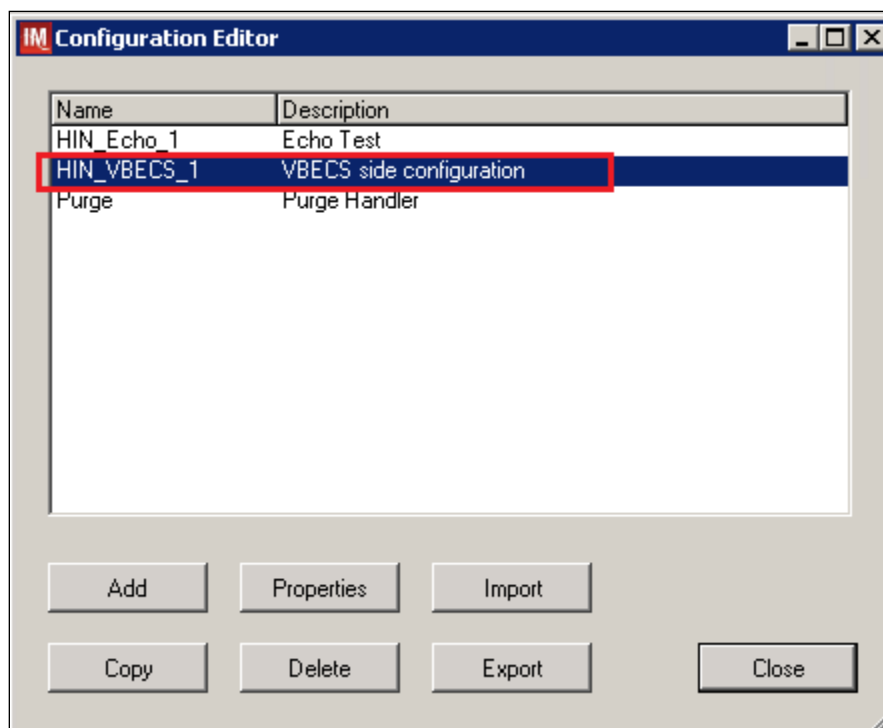 IM Configuration Editor
Name Description
HIN_Echo_1 Echo Test
HIN_VBECS_1 VBECS side configuration
Purge Purge Handler
Add Properties Import
Copy Delete Export Close